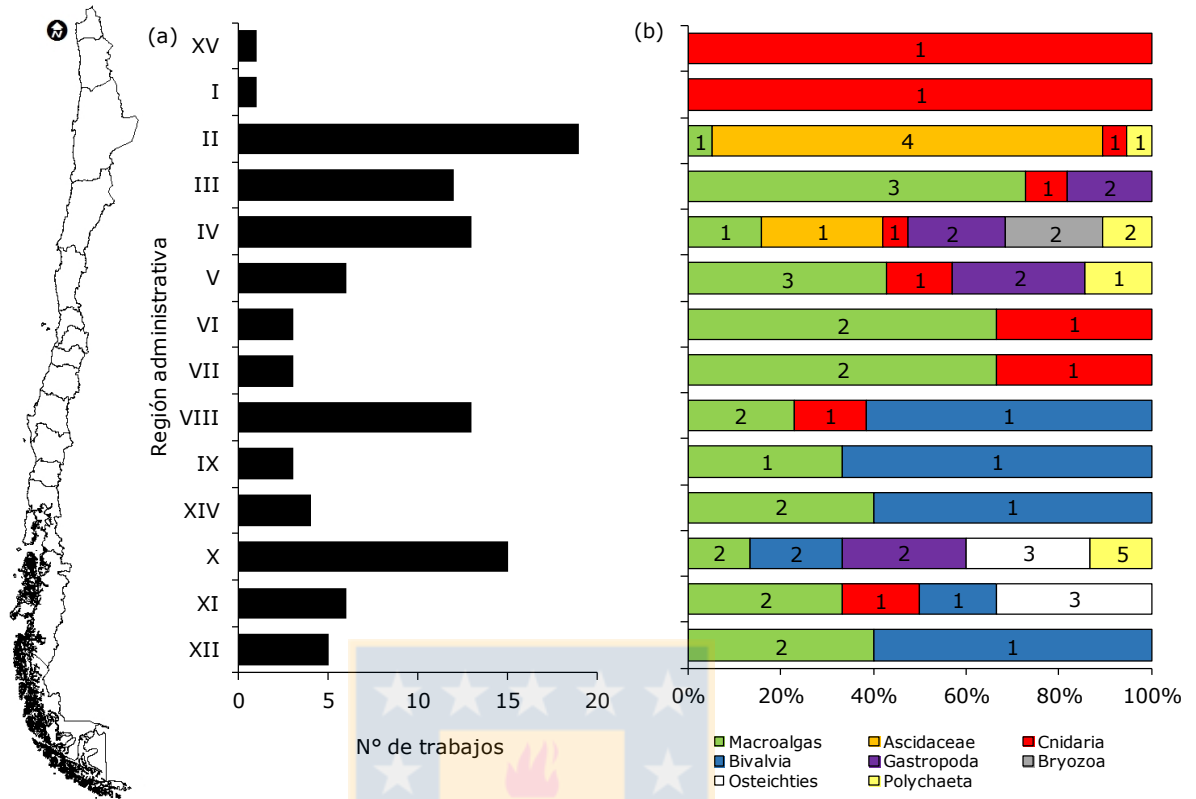 N
(a)
(b)
Región administrativa
XV
I
II
III
IV
V
VI
VII
VIII
IX
XIV
X
XI
XII
0 5 10 15 20
N° de trabajos
1
1
1 4 1 1
3 1 2
1 1 1 2 2 2
3 1 2 1
2 1
2 1
2 1 1
1 1
2 1
2 2 2 3 5
2 1 1 3
2 1
0% 20% 40% 60% 80% 100%
Macroalgas Ascidaceae Cnidaria
Bivalvia Gastropoda Bryozoa
Osteichties Polychaeta